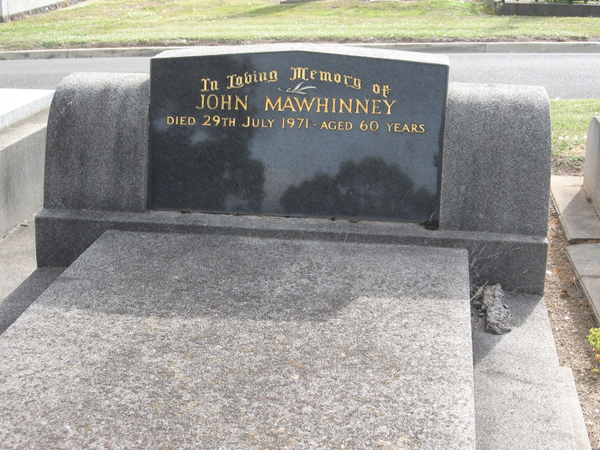 In Loving Memory of
JOHN MAWHINNEY
DIED 29TH JULY 1971 - AGED 60 YEARS